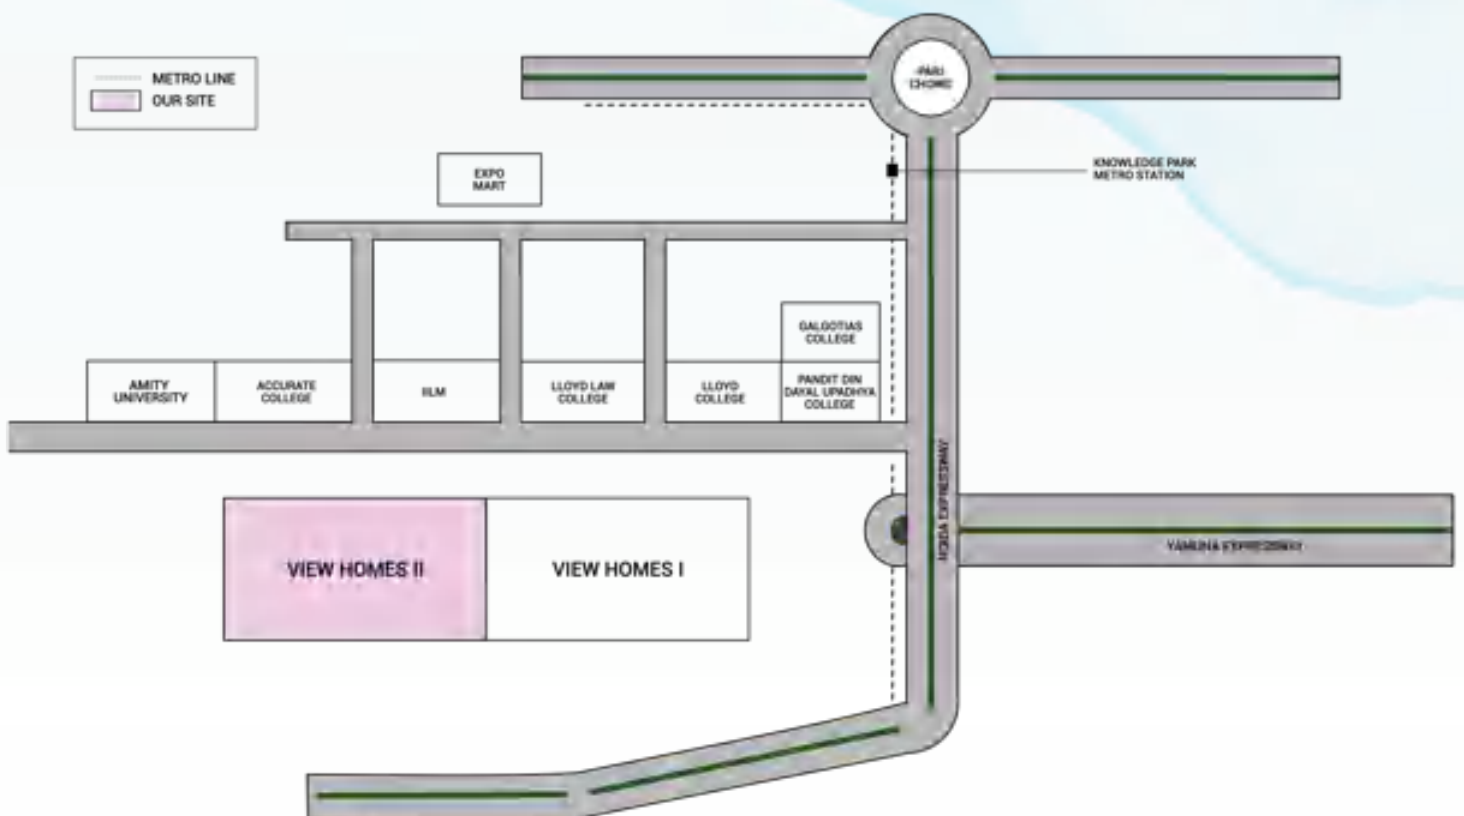 METRO LINE
OUR SITE
PARI
CHOWK
KNOWLEDGE PARK
METRO STATION
EXPO
MART
GALGOTIAS
COLLEGE
AMITY
UNIVERSITY
ACCURATE
COLLEGE
IILM
LLOYD LAW
COLLEGE
LLOYD
COLLEGE
PANDIT DIN
DAYAL UPADHYA
COLLEGE
NOIDA EXPRESSWAY
YAMUNA EXPRESSWAY
VIEW HOMES II
VIEW HOMES I